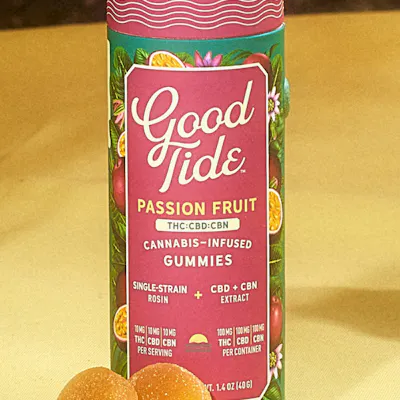 Good
Tide™
PASSION FRUIT
THC:CBD:CBN
CANNABIS-INFUSED
GUMMIES
SINGLE-STRAIN
ROSIN
+
CBD + CBN
EXTRACT
10 MG 10 MG 10 MG
THC CBD CBN
PER SERVING
100 MG 100 MG 100 MG
THC CBD CBN
PER CONTAINER
WT. 1.4 OZ (40G)